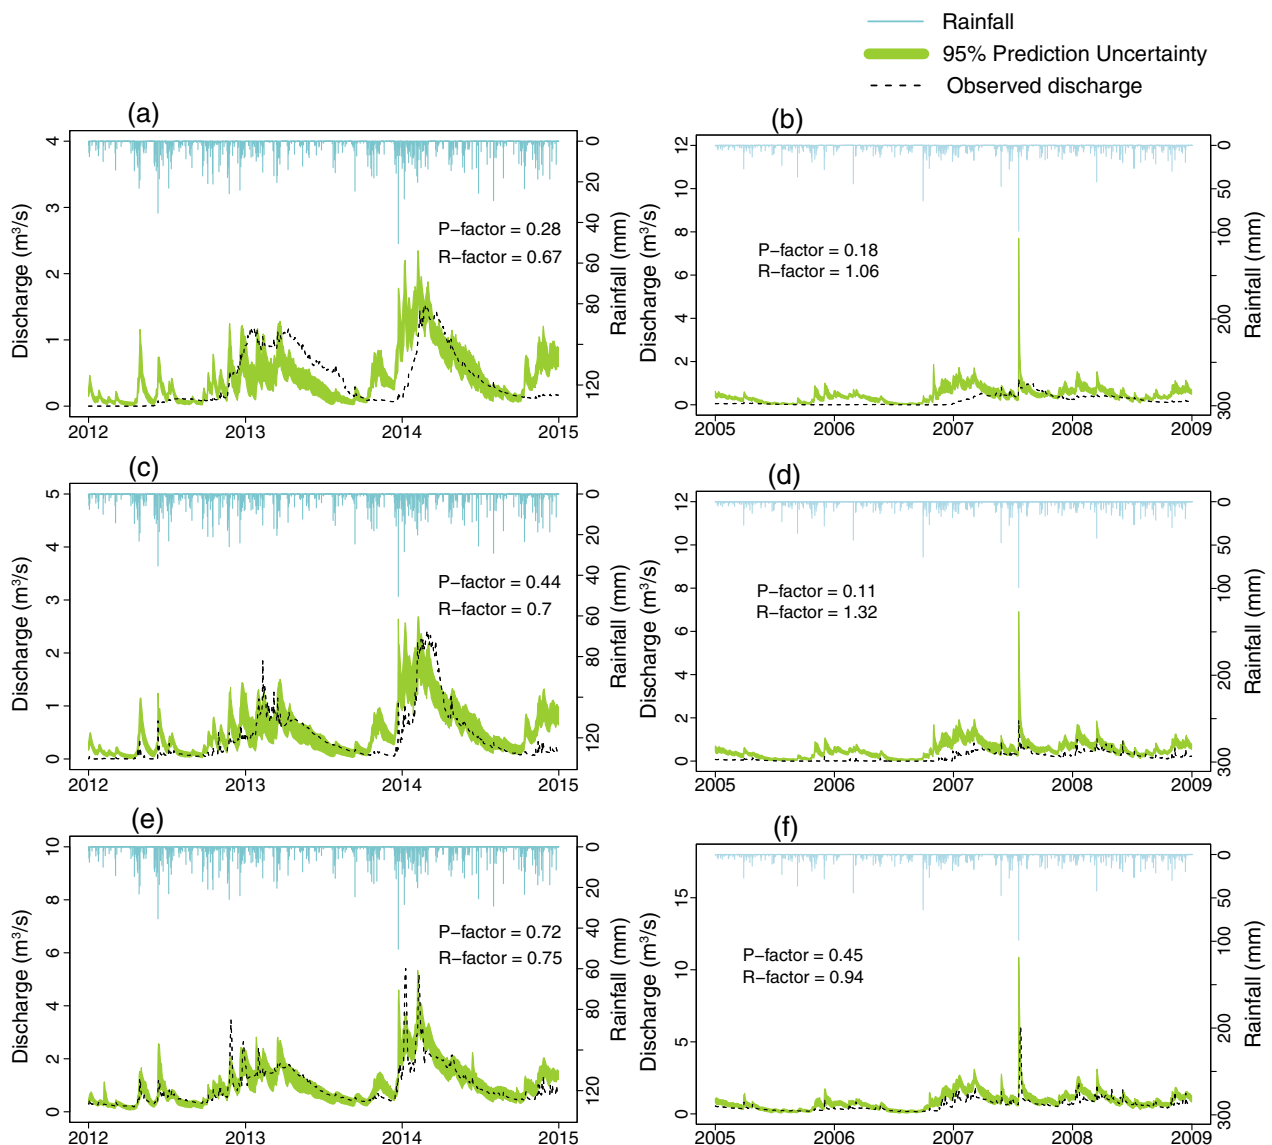 Rainfall
95% Prediction Uncertainty
Observed discharge
(a)
4
3
2
1
0
Discharge (m³/s)
P−factor = 0.28
R−factor = 0.67
0
20
40
60
80
120
Rainfall (mm)
2012 2013 2014 2015
(b)
12
10
8
6
4
2
0
Discharge (m³/s)
P−factor = 0.18
R−factor = 1.06
0
50
100
200
300
Rainfall (mm)
2005 2006 2007 2008 2009
(c)
5
4
3
2
1
0
Discharge (m³/s)
P−factor = 0.44
R−factor = 0.7
0
20
40
60
80
120
Rainfall (mm)
2012 2013 2014 2015
(d)
12
10
8
6
4
2
0
Discharge (m³/s)
P−factor = 0.11
R−factor = 1.32
0
50
100
200
300
Rainfall (mm)
2005 2006 2007 2008 2009
(e)
10
8
6
4
2
0
Discharge (m³/s)
P−factor = 0.72
R−factor = 0.75
0
20
40
60
80
120
Rainfall (mm)
2012 2013 2014 2015
(f)
15
10
5
0
Discharge (m³/s)
P−factor = 0.45
R−factor = 0.94
0
50
100
200
300
Rainfall (mm)
2005 2006 2007 2008 2009